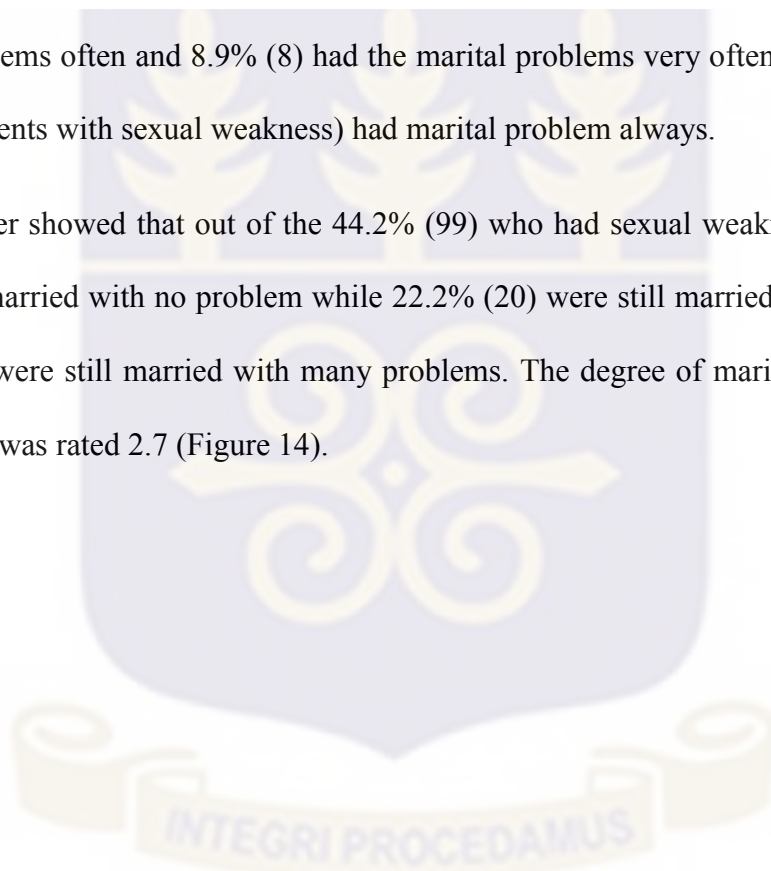 ems often and 8.9% (8) had the marital problems very often
ents with sexual weakness) had marital problem always.
er showed that out of the 44.2% (99) who had sexual weak
arried with no problem while 22.2% (20) were still married
were still married with many problems. The degree of mari
was rated 2.7 (Figure 14).
INTEGRI PROCEDAMUS